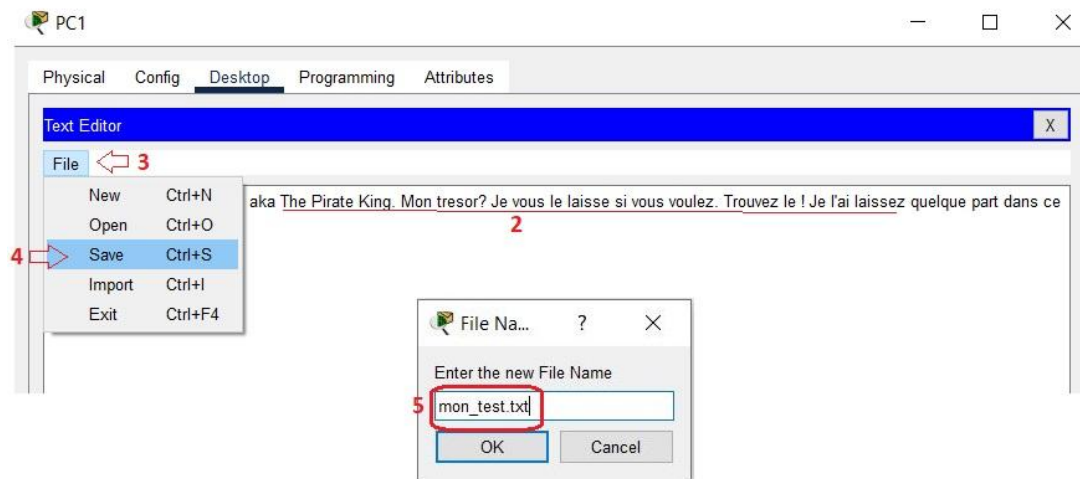 PC1
Physical Config Desktop Programming Attributes
Text Editor X
File 3
New Ctrl+N
aka The Pirate King. Mon tresor? Je vous le laisse si vous voulez. Trouvez le ! Je l'ai laissez quelque part dans ce
Open Ctrl+O
2
4 Save Ctrl+S
Import Ctrl+I
Exit Ctrl+F4
File Na... ?
Enter the new File Name
5 mon_test.txt
OK Cancel